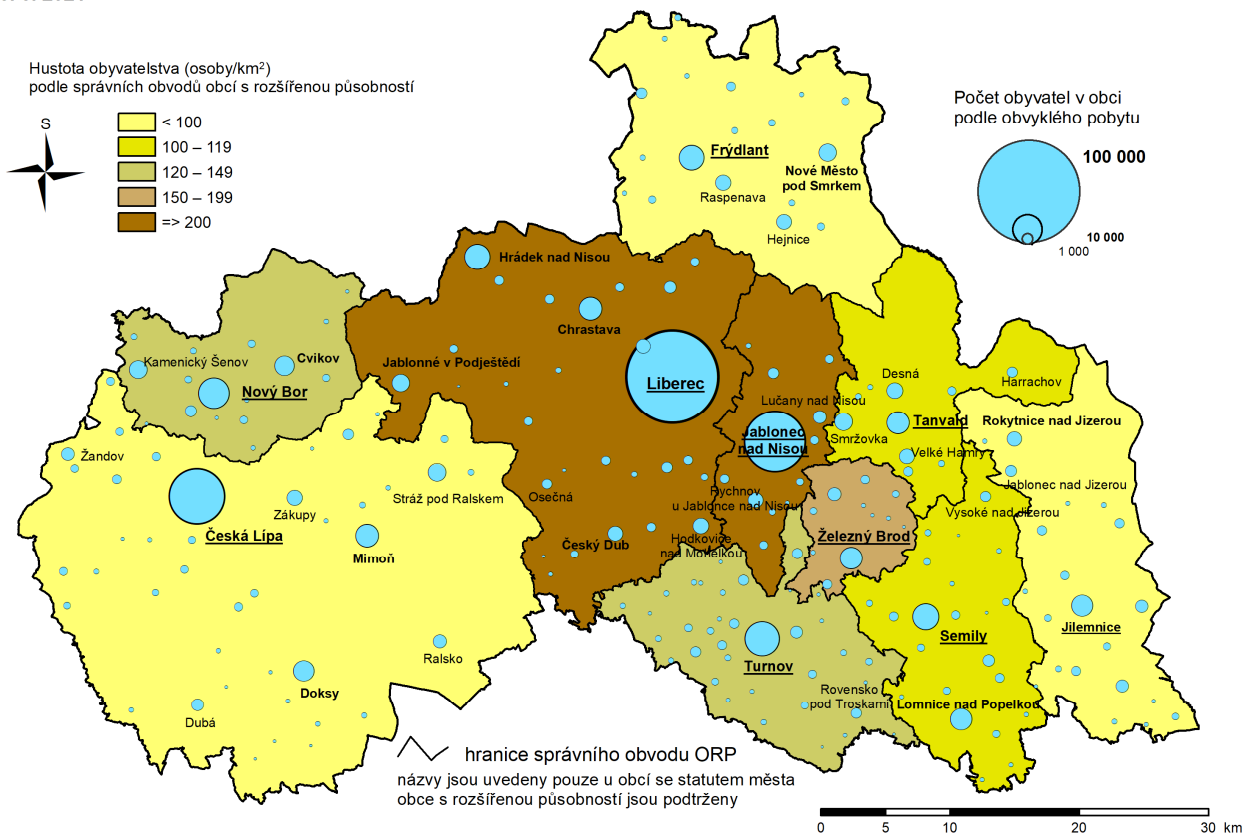 Hustota obyvatelstva (osoby/km²)
podle správních obvodů obcí s rozšířenou působností
S
< 100
100 – 119
120 – 149
150 – 199
=> 200
Počet obyvatel v obci
podle obvyklého pobytu
100 000
10 000
1 000
Frýdlant
Nové Město
pod Smrkem
Raspenava
Hejnice
Hrádek nad Nisou
Chrastava
Kamenický Šenov
Cvikov
Jablonné v Podještědí
Nový Bor
Liberec
Desná
Harrachov
Lučany nad Nisou
Tanvald
Rokytnice nad Jizerou
Smržovka
Jablonec
nad Nisou
Velké Hamry
Žandov
Stráž pod Ralskem
Osečná
Rychnov
u Jablonce nad Nisou
Jablonec nad Jizerou
Vysoké nad Jizerou
Zákupy
Česká Lípa
Mimoň
Český Dub
Hodkovice
nad Mohelkou
Železný Brod
Semily
Jilemnice
Ralsko
Turnov
Doksy
Rovensko
pod Troskami
Lomnice nad Popelkou
Dubá
hranice správního obvodu ORP
názvy jsou uvedeny pouze u obcí se statutem města
obce s rozšířenou působností jsou podtrženy
0 5 10 20 30 km